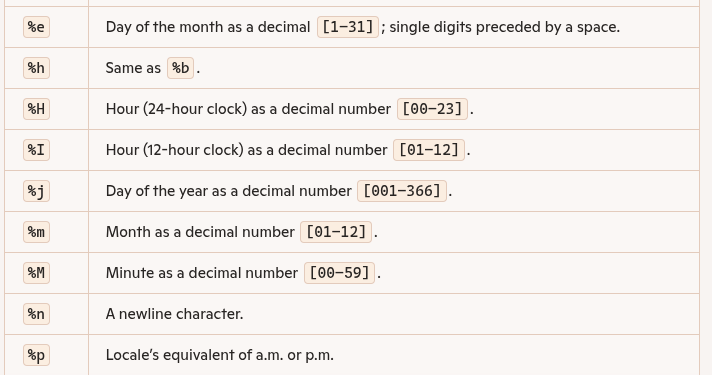 %e Day of the month as a decimal [1–31]; single digits preceded by a space.
%h Same as %b.
%H Hour (24-hour clock) as a decimal number [00–23].
%I Hour (12-hour clock) as a decimal number [01–12].
%j Day of the year as a decimal number [001–366].
%m Month as a decimal number [01–12].
%M Minute as a decimal number [00–59].
%n A newline character.
%p Locale’s equivalent of a.m. or p.m.